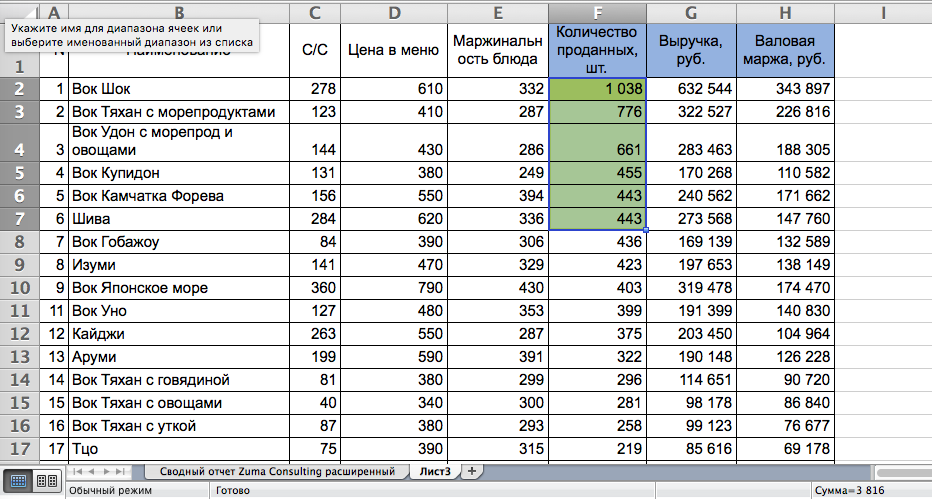 A B C D E F G H I
Укажите имя для диапазона ячеек или
выберите именованный диапазон из списка
1 С/С Цена в меню Маржинальн
ость блюда Количество
проданных,
шт. Выручка,
руб. Валовая
маржа, руб.
2 1 Вок Шок 278 610 332 1 038 632 544 343 897
3 2 Вок Тяхан с морепродуктами 123 410 287 776 322 527 226 816
Вок Удон с морепрод и
4 3 овощами 144 430 286 661 283 463 188 305
5 4 Вок Купидон 131 380 249 455 170 268 110 582
6 5 Вок Камчатка Форева 156 550 394 443 240 562 171 662
7 6 Шива 284 620 336 443 273 568 147 760
8 7 Вок Гобажоу 84 390 306 436 169 139 132 589
9 8 Изуми 141 470 329 423 197 653 138 149
10 9 Вок Японское море 360 790 430 403 319 478 174 470
11 11 Вок Уно 127 480 353 399 191 399 140 830
12 12 Кайджи 263 550 287 375 203 450 104 964
13 13 Аруми 199 590 391 322 190 148 126 228
14 14 Вок Тяхан с говядиной 81 380 299 296 114 651 90 720
15 15 Вок Тяхан с овощами 40 340 300 281 98 178 86 840
16 16 Вок Тяхан с уткой 87 380 293 258 99 123 76 677
17 17 Тцо 75 390 315 219 85 616 69 178
Сводный отчет Zuma Consulting расширенный Лист3 +
Обычный режим Готово Сумма=3 816